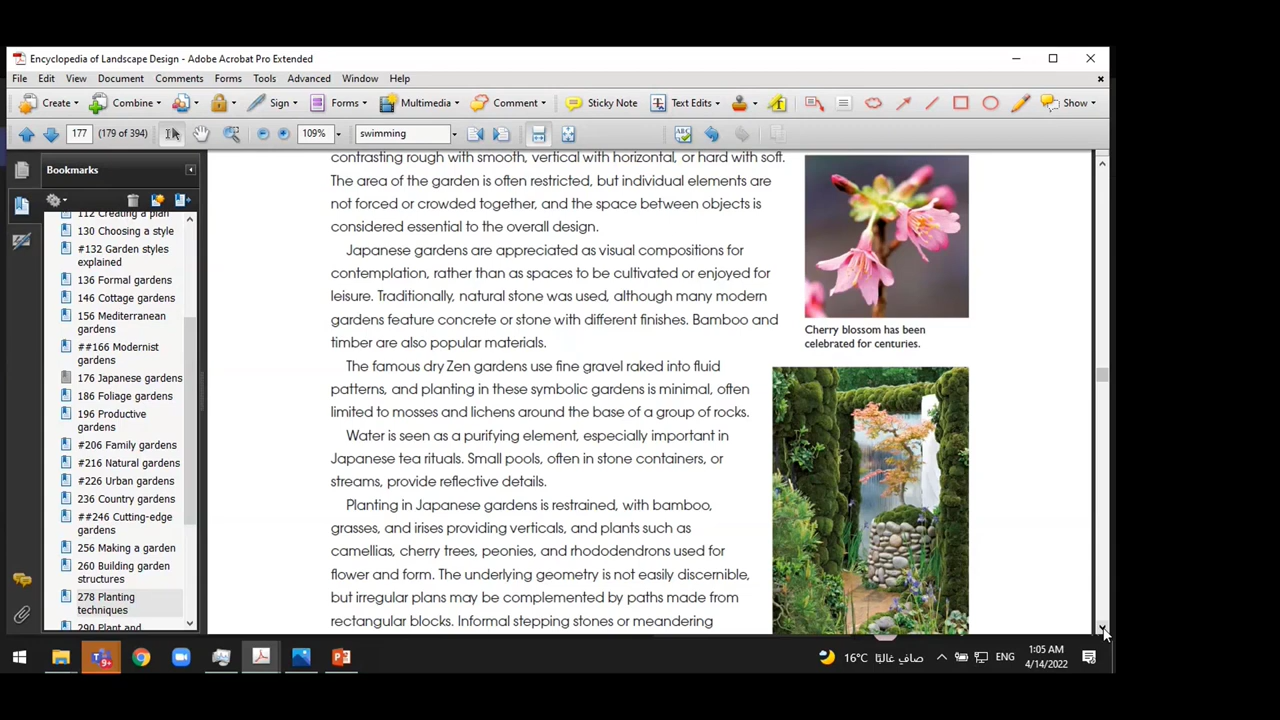 Encyclopedia of Landscape Design - Adobe Acrobat Pro Extended
File Edit View Document Comments Forms Tools Advanced Window Help
Create Combine Sign Forms Multimedia Comment Sticky Note Text Edits Show
177 (179 of 394) 109% swimming
Bookmarks
112 Creating a plan
130 Choosing a style
#132 Garden styles
explained
136 Formal gardens
146 Cottage gardens
156 Mediterranean
gardens
##166 Modernist
gardens
176 Japanese gardens
186 Foliage gardens
196 Productive
gardens
#206 Family gardens
#216 Natural gardens
#226 Urban gardens
236 Country gardens
##246 Cutting-edge
gardens
256 Making a garden
260 Building garden
structures
278 Planting
techniques
290 Plant and
contrasting rough with smooth, vertical with horizontal, or hard with soft.
The area of the garden is often restricted, but individual elements are
not forced or crowded together, and the space between objects is
considered essential to the overall design.
Japanese gardens are appreciated as visual compositions for
contemplation, rather than as spaces to be cultivated or enjoyed for
leisure. Traditionally, natural stone was used, although many modern
gardens feature concrete or stone with different finishes. Bamboo and
timber are also popular materials.
The famous dry Zen gardens use fine gravel raked into fluid
patterns, and planting in these symbolic gardens is minimal, often
limited to mosses and lichens around the base of a group of rocks.
Water is seen as a purifying element, especially important in
Japanese tea rituals. Small pools, often in stone containers, or
streams, provide reflective details.
Planting in Japanese gardens is restrained, with bamboo,
grasses, and irises providing verticals, and plants such as
camellias, cherry trees, peonies, and rhododendrons used for
flower and form. The underlying geometry is not easily discernible,
but irregular plans may be complemented by paths made from
rectangular blocks. Informal stepping stones or meandering
Cherry blossom has been
celebrated for centuries.
16°C صافٍ غالبًا ENG 1:05 AM
4/14/2022